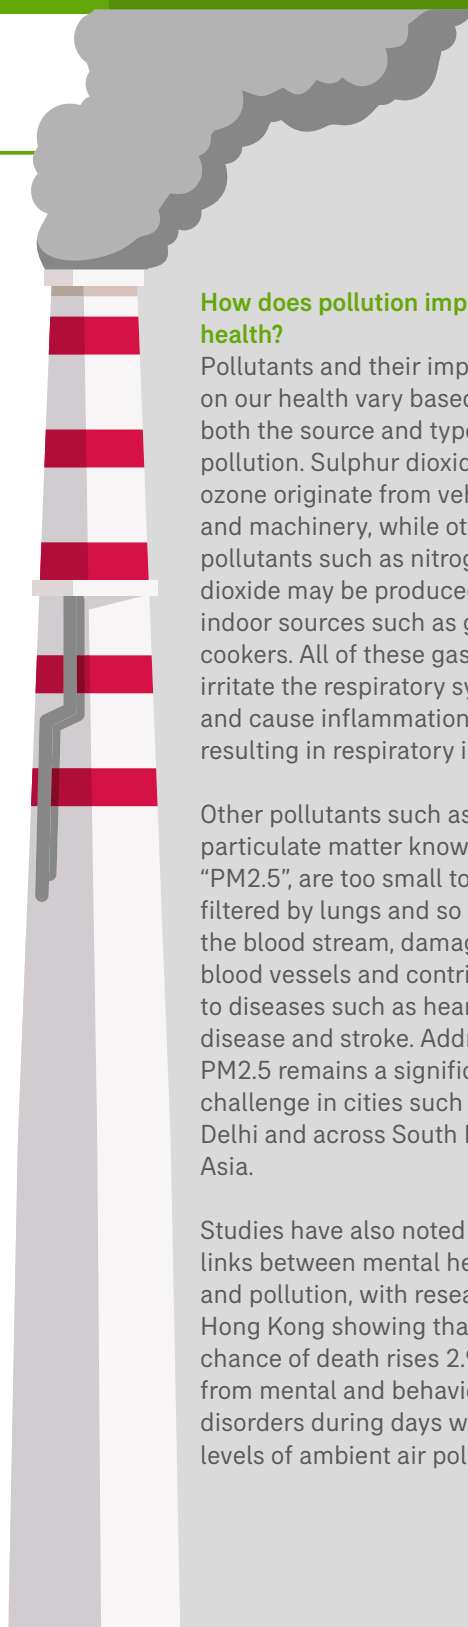 How does pollution imp
health?
Pollutants and their imp
on our health vary based
both the source and type
pollution. Sulphur dioxid
ozone originate from veh
and machinery, while ot
pollutants such as nitrog
dioxide may be produced
indoor sources such as g
cookers. All of these gas
irritate the respiratory sy
and cause inflammation
resulting in respiratory i
Other pollutants such as
particulate matter know
“PM2.5”, are too small to
filtered by lungs and so
the blood stream, damag
blood vessels and contri
to diseases such as hear
disease and stroke. Addr
PM2.5 remains a signific
challenge in cities such
Delhi and across South
Asia.
Studies have also noted
links between mental he
and pollution, with resea
Hong Kong showing tha
chance of death rises 2.
from mental and behavi
disorders during days w
levels of ambient air pol